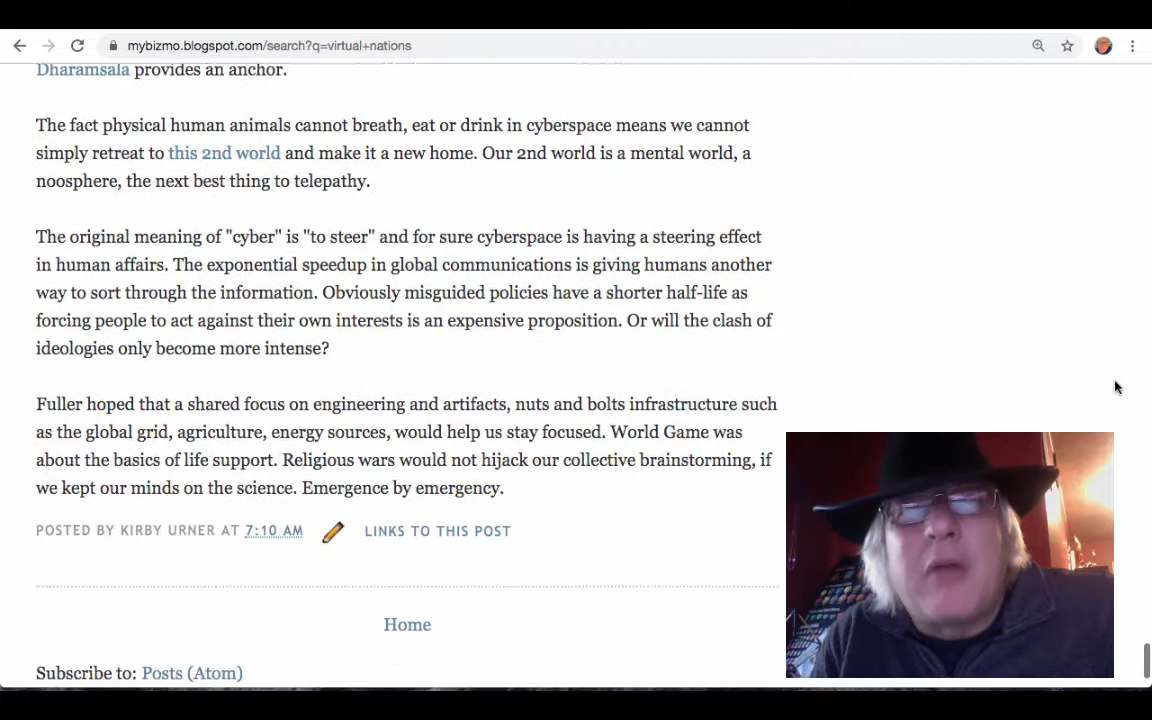 mybizmo.blogspot.com/search?q=virtual+nations
Dharamsala provides an anchor.
The fact physical human animals cannot breath, eat or drink in cyberspace means we cannot
simply retreat to this 2nd world and make it a new home. Our 2nd world is a mental world, a
noosphere, the next best thing to telepathy.
The original meaning of "cyber" is "to steer" and for sure cyberspace is having a steering effect
in human affairs. The exponential speedup in global communications is giving humans another
way to sort through the information. Obviously misguided policies have a shorter half-life as
forcing people to act against their own interests is an expensive proposition. Or will the clash of
ideologies only become more intense?
Fuller hoped that a shared focus on engineering and artifacts, nuts and bolts infrastructure such
as the global grid, agriculture, energy sources, would help us stay focused. World Game was
about the basics of life support. Religious wars would not hijack our collective brainstorming, if
we kept our minds on the science. Emergence by emergency.
POSTED BY KIRBY URNER AT 7:10 AM LINKS TO THIS POST
Home
Subscribe to: Posts (Atom)